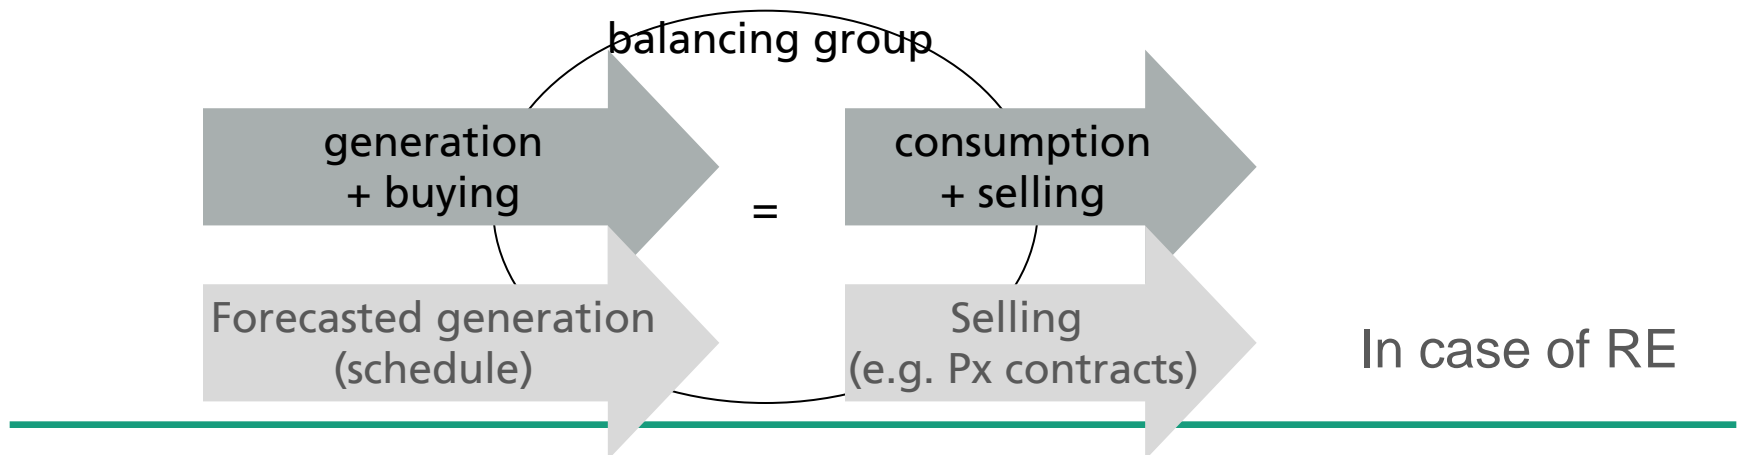 balancing group
generation
+ buying
=
consumption
+ selling
Forecasted generation
(schedule)
Selling
(e.g. Px contracts)
In case of RE